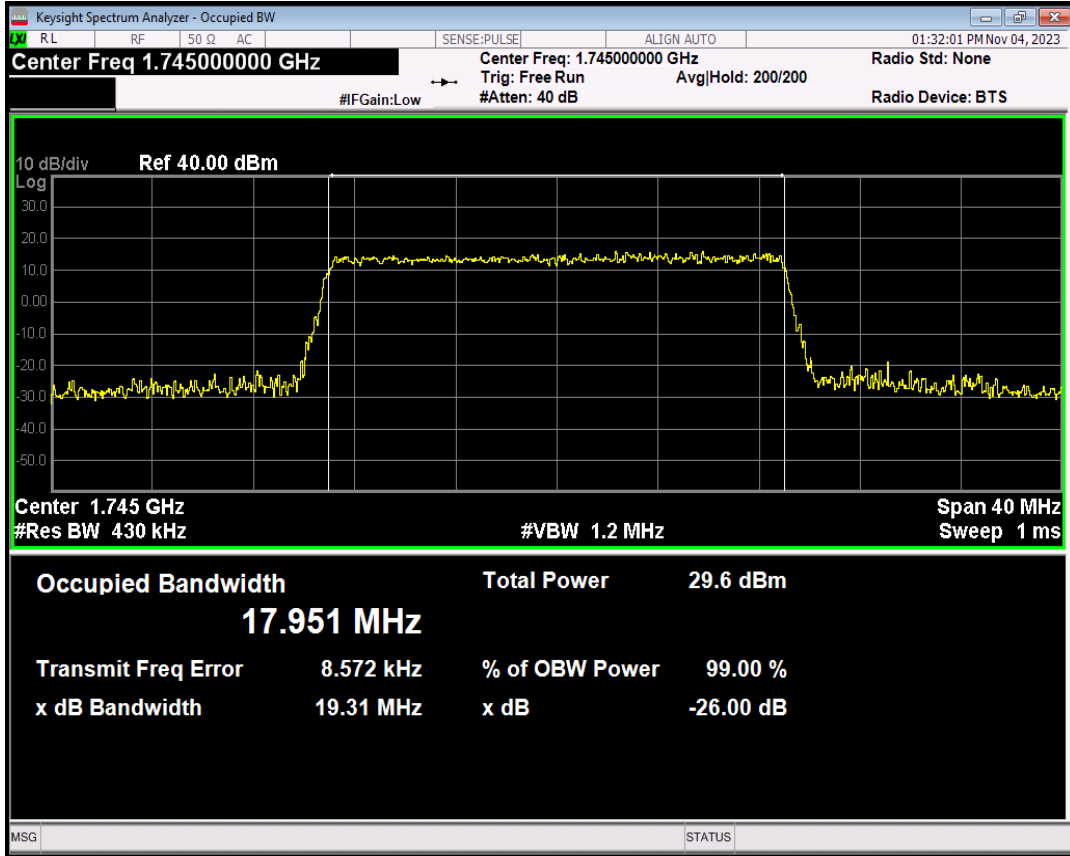 Keysight Spectrum Analyzer - Occupied BW
LXI RL RF 50 Ω AC SENSE:PULSE ALIGN AUTO 01:32:01 PM Nov 04, 2023
Center Freq 1.745000000 GHz Center Freq: 1.745000000 GHz Radio Std: None
Trig: Free Run Avg|Hold: 200/200
#IFGain:Low #Atten: 40 dB Radio Device: BTS
10 dB/div Ref 40.00 dBm
Log
30.0
20.0
10.0
0.00
-10.0
-20.0
-30.0
-40.0
-50.0
Center 1.745 GHz Span 40 MHz
#Res BW 430 kHz #VBW 1.2 MHz Sweep 1 ms
Occupied Bandwidth Total Power 29.6 dBm
17.951 MHz
Transmit Freq Error 8.572 kHz % of OBW Power 99.00 %
x dB Bandwidth 19.31 MHz x dB -26.00 dB
MSG STATUS